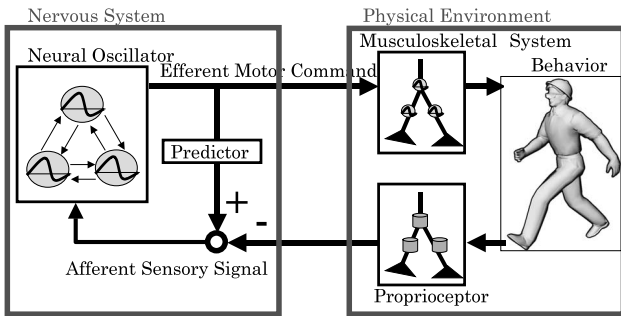 Nervous System
Physical Environment
Musculoskeletal System
Neural Oscillator
Efferent Motor Command
Behavior
Predictor
+
-
Afferent Sensory Signal
Proprioceptor